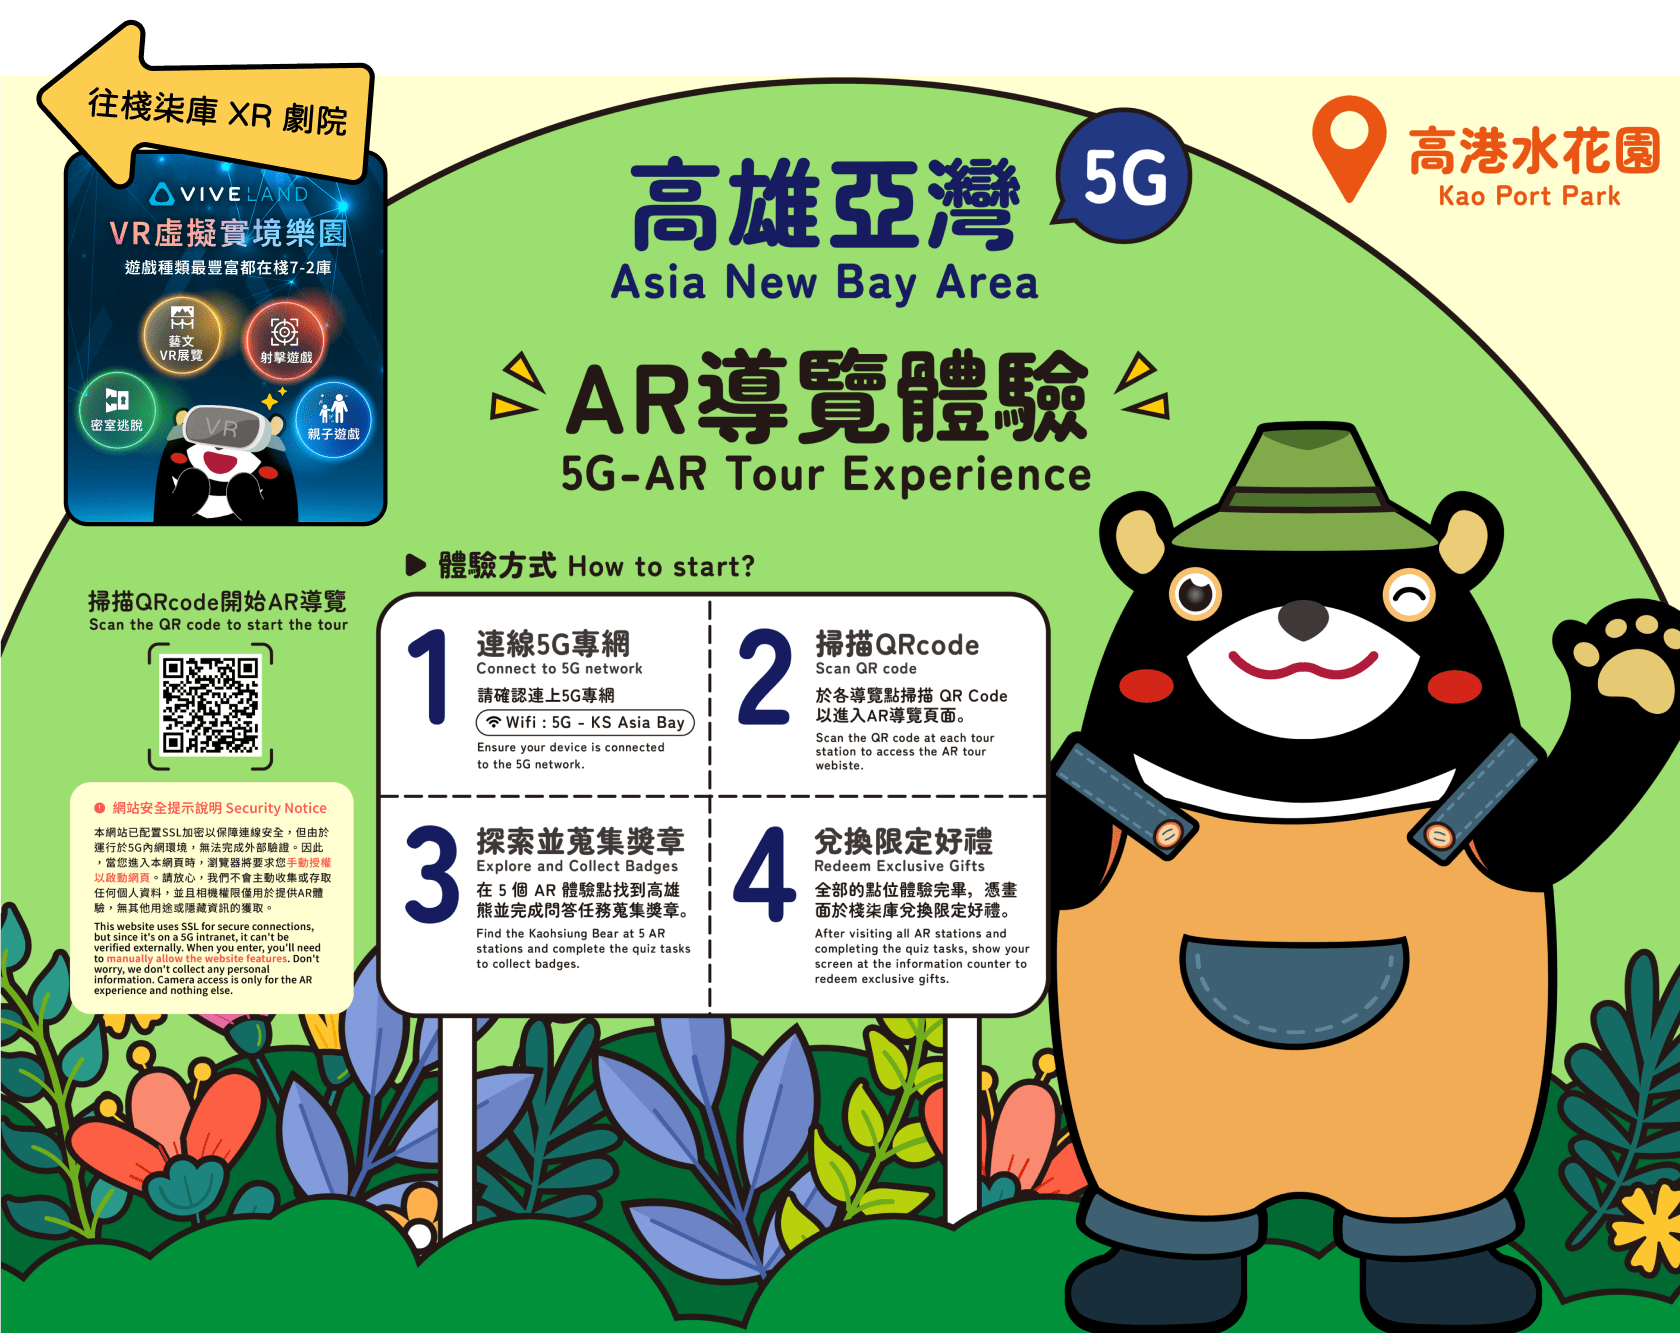 往棧柒庫 XR 劇院
VIVELAND
VR虛擬實境樂園
遊戲種類最豐富都在棧7-2庫
藝文
VR展覽
射擊遊戲
密室逃脫
親子遊戲
VR
高雄亞灣
5G
Asia New Bay Area
高港水花園
Kao Port Park
AR導覽體驗
5G-AR Tour Experience
體驗方式 How to start?
掃描QRcode開始AR導覽
Scan the QR code to start the tour
網站安全提示說明 Security Notice
本網站已配置SSL加密以保障連線安全，但由於
運行於5G內網環境，無法完成外部驗證。因此
，當您進入本網頁時，瀏覽器將要求您手動授權
以啟動網頁。請放心，我們不會主動收集或存取
任何個人資料，並且相機權限僅用於提供AR體
驗，無其他用途或隱藏資訊的獲取。
This website uses SSL for secure connections,
but since it's on a 5G intranet, it can't be
verified externally. When you enter, you'll need
to manually allow the website features. Don't
worry, we don't collect any personal
information. Camera access is only for the AR
experience and nothing else.
1
連線5G專網
Connect to 5G network
請確認連上5G專網
Wifi : 5G - KS Asia Bay
Ensure your device is connected
to the 5G network.
2
掃描QRcode
Scan QR code
於各導覽點掃描 QR Code
以進入AR導覽頁面。
Scan the QR code at each tour
station to access the AR tour
webiste.
3
探索並蒐集獎章
Explore and Collect Badges
在 5 個 AR 體驗點找到高雄
熊並完成問答任務蒐集獎章。
Find the Kaohsiung Bear at 5 AR
stations and complete the quiz tasks
to collect badges.
4
兌換限定好禮
Redeem Exclusive Gifts
全部的點位體驗完畢，憑畫
面於棧柒庫兌換限定好禮。
After visiting all AR stations and
completing the quiz tasks, show your
screen at the information counter to
redeem exclusive gifts.